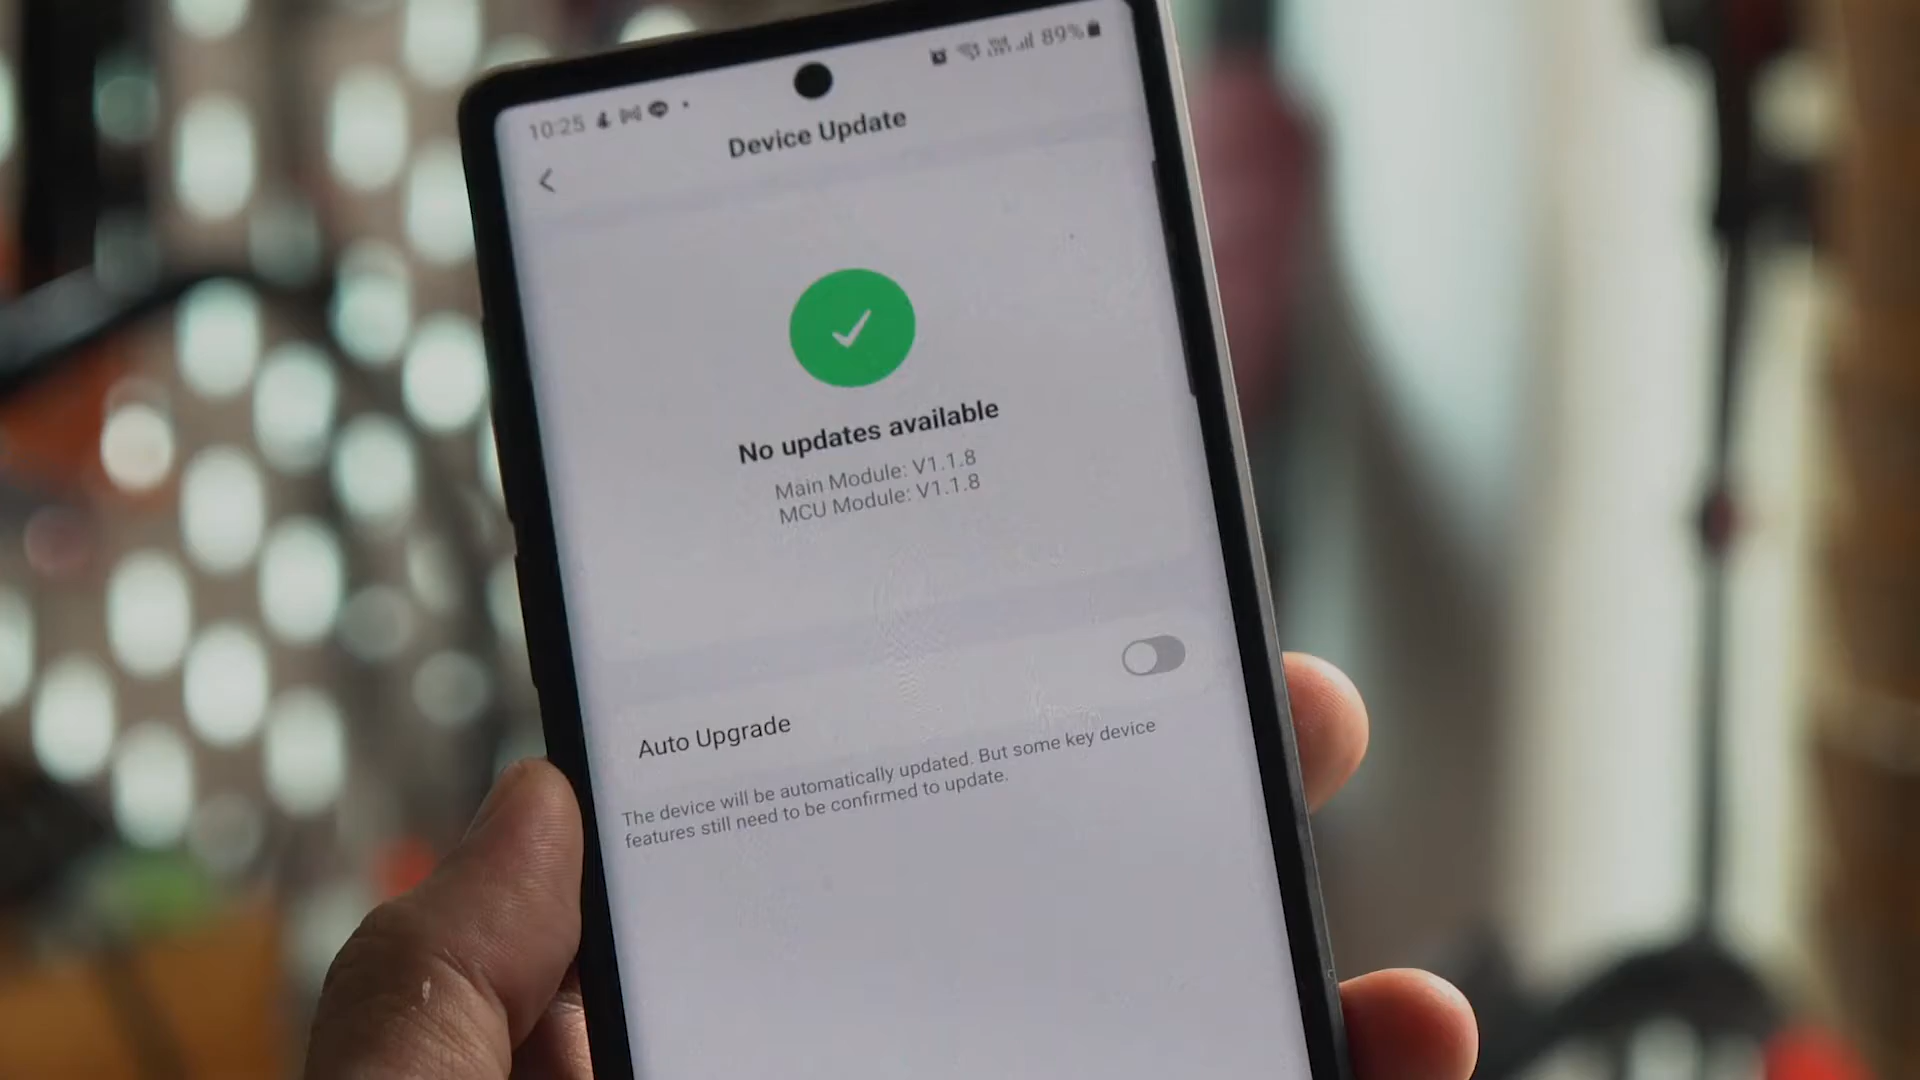 10:25
89%
Device Update
No updates available
Main Module: V1.1.8
MCU Module: V1.1.8
Auto Upgrade
The device will be automatically updated. But some key device
features still need to be confirmed to update.